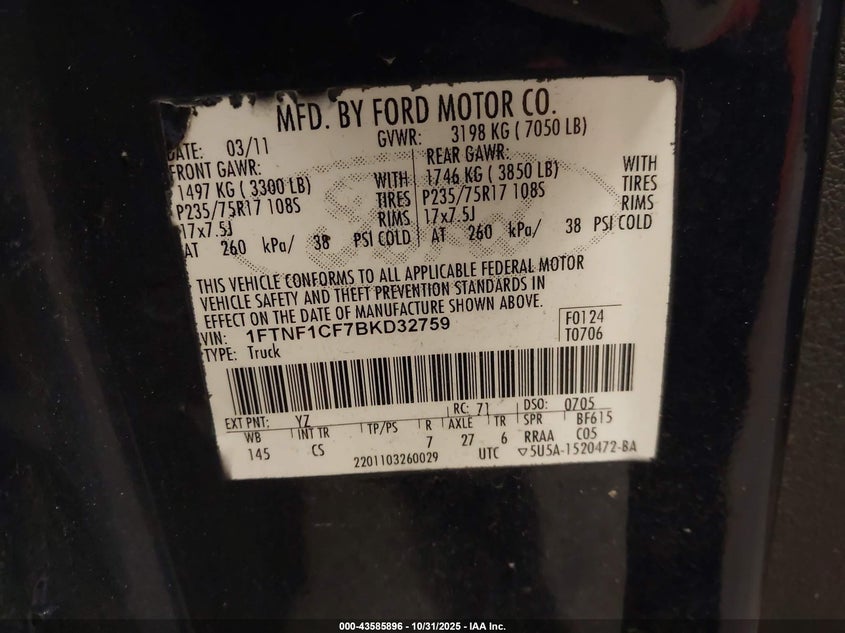 MFD. BY FORD MOTOR CO.
DATE: 03/11 GVWR: 3198 KG ( 7050 LB)
FRONT GAWR: REAR GAWR:
1497 KG ( 3300 LB) WITH 1746 KG ( 3850 LB) WITH
P235/75R17 108S TIRES P235/75R17 108S TIRES
17x7.5J RIMS 17x7.5J RIMS
AT 260 kPa/ 38 PSI COLD AT 260 kPa/ 38 PSI COLD
THIS VEHICLE CONFORMS TO ALL APPLICABLE FEDERAL MOTOR
VEHICLE SAFETY AND THEFT PREVENTION STANDARDS IN
EFFECT ON THE DATE OF MANUFACTURE SHOWN ABOVE.
VIN: 1FTNF1CF7BKD32759 F0124
TYPE: Truck T0706
EXT PNT: YZ RC: 71 DSO: 0705
WB INT TR TP/PS R AXLE TR SPR BF615
145 CS 7 27 6 RRAA C05
2201103260029 UTC ▽5U5A-1520472-BA
000-43585896 - 10/31/2025 - IAA Inc.